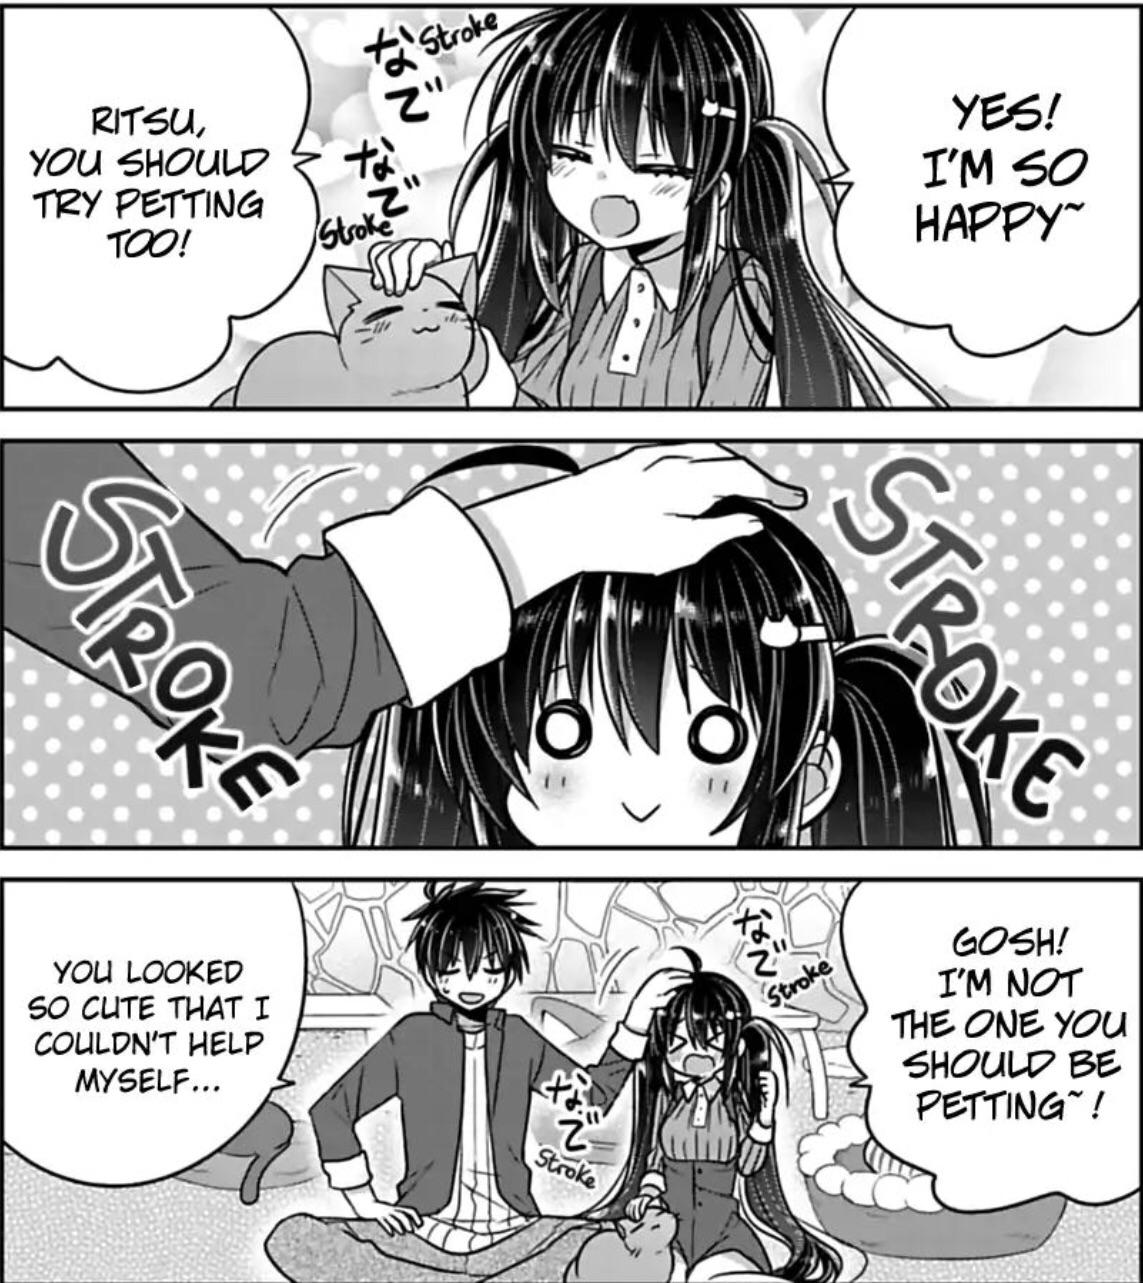 YES!
I'M SO
HAPPY~
なで
Stroke
なで
Stroke
RITSU,
YOU SHOULD
TRY PETTING
TOO!
STROKE
STROKE
GOSH!
I'M NOT
THE ONE YOU
SHOULD BE
PETTING~!
なで
Stroke
なで
Stroke
YOU LOOKED
SO CUTE THAT I
COULDN'T HELP
MYSELF...